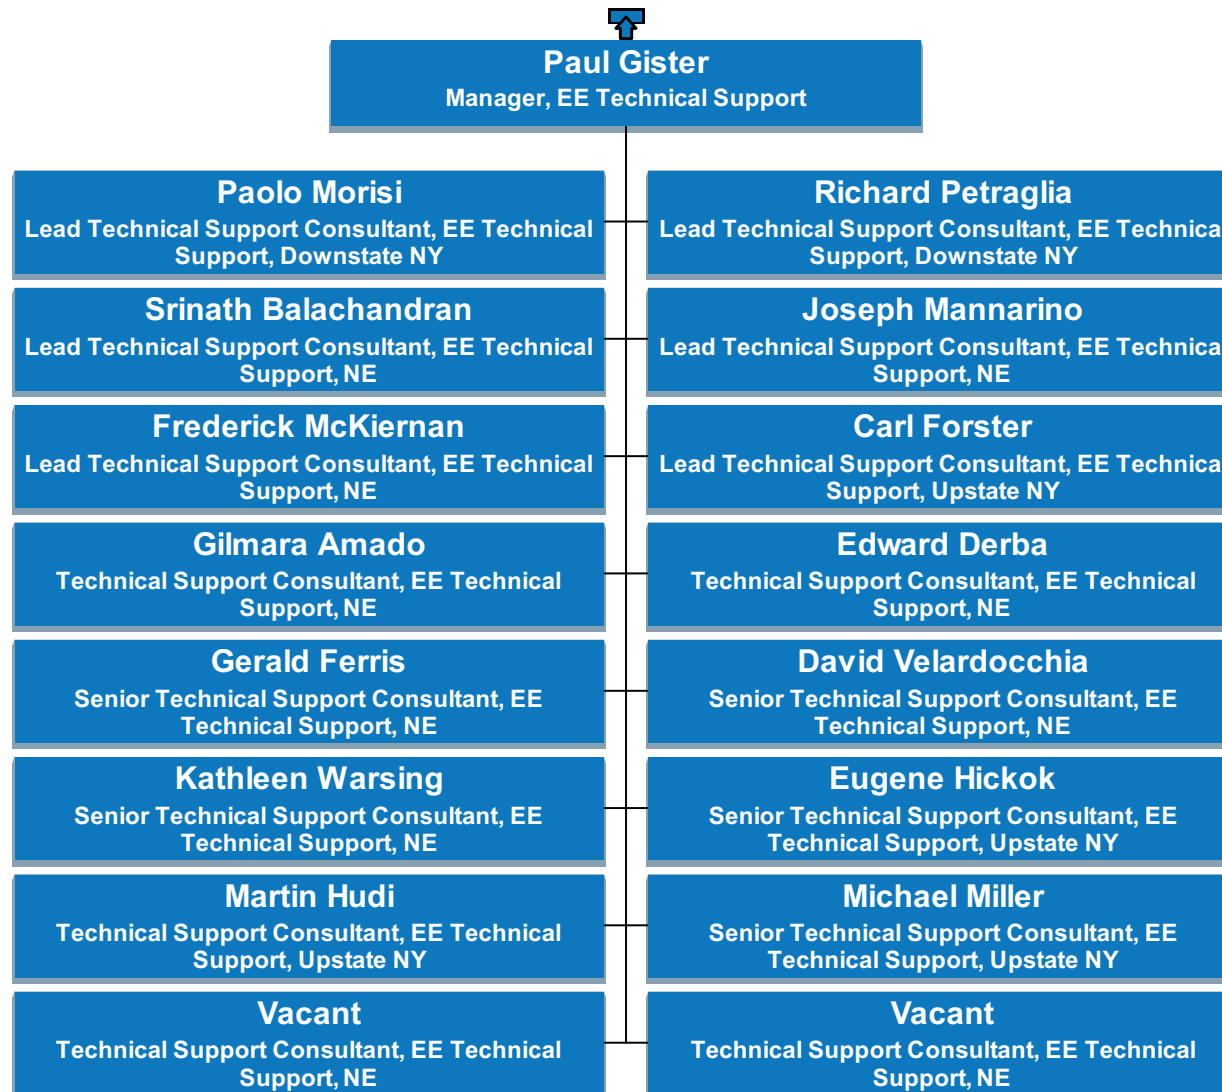 Paul Gister
Manager, EE Technical Support
Paolo Morisi
Lead Technical Support Consultant, EE Technical
Support, Downstate NY
Richard Petraglia
Lead Technical Support Consultant, EE Technica
Support, Downstate NY
Srinath Balachandran
Lead Technical Support Consultant, EE Technical
Support, NE
Joseph Mannarino
Lead Technical Support Consultant, EE Technica
Support, NE
Frederick McKiernan
Lead Technical Support Consultant, EE Technical
Support, NE
Carl Forster
Lead Technical Support Consultant, EE Technica
Support, Upstate NY
Gilmara Amado
Technical Support Consultant, EE Technical
Support, NE
Edward Derba
Technical Support Consultant, EE Technical
Support, NE
Gerald Ferris
Senior Technical Support Consultant, EE
Technical Support, NE
David Velardocchia
Senior Technical Support Consultant, EE
Technical Support, NE
Kathleen Warsing
Senior Technical Support Consultant, EE
Technical Support, NE
Eugene Hickok
Senior Technical Support Consultant, EE
Technical Support, Upstate NY
Martin Hudi
Technical Support Consultant, EE Technical
Support, Upstate NY
Michael Miller
Senior Technical Support Consultant, EE
Technical Support, Upstate NY
Vacant
Technical Support Consultant, EE Technical
Support, NE
Vacant
Technical Support Consultant, EE Technical
Support, NE